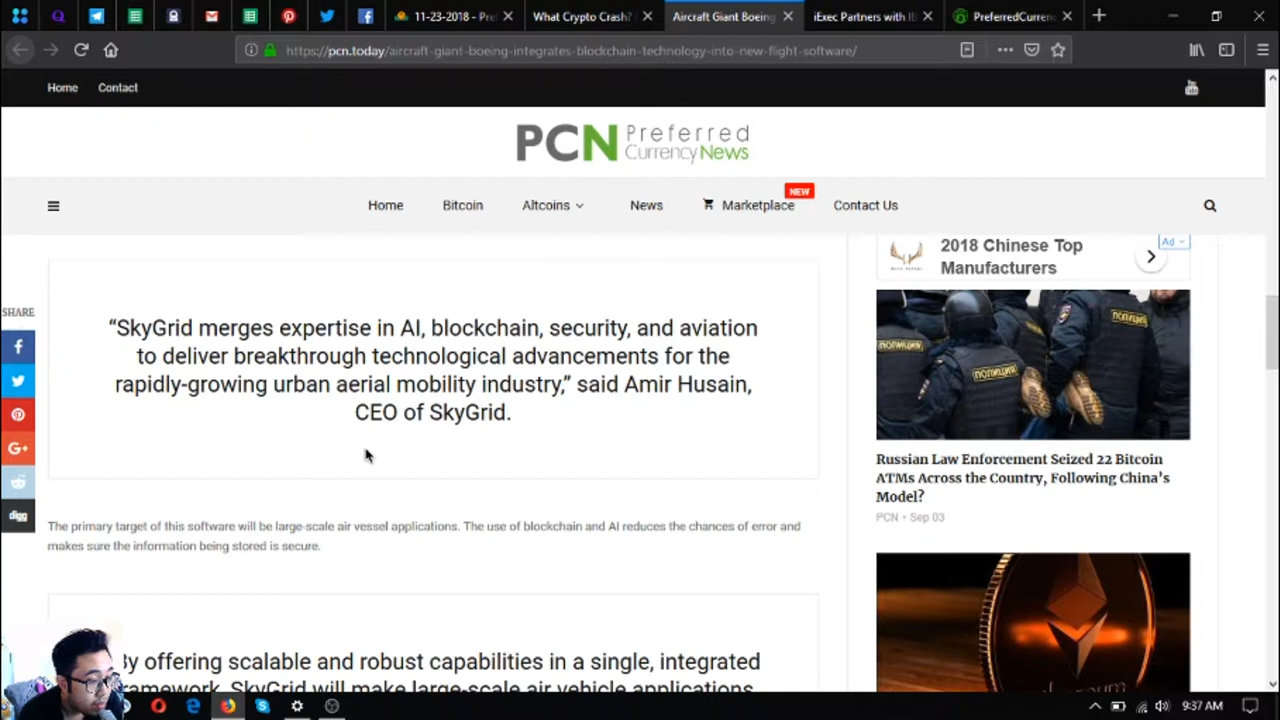 11-23-2018 - Pre
What Crypto Crash?
Aircraft Giant Boeing
iExec Partners with I
PreferredCurren
https://pcn.today/aircraft-giant-boeing-integrates-blockchain-technology-into-new-flight-software/
Home Contact
PCN Preferred
Currency News
NEW
Home Bitcoin Altcoins News Marketplace Contact Us
SHARE
G+
digg
“SkyGrid merges expertise in AI, blockchain, security, and aviation
to deliver breakthrough technological advancements for the
rapidly-growing urban aerial mobility industry,” said Amir Husain,
CEO of SkyGrid.
The primary target of this software will be large-scale air vessel applications. The use of blockchain and AI reduces the chances of error and
makes sure the information being stored is secure.
By offering scalable and robust capabilities in a single, integrated
framework, SkyGrid will make large-scale air vehicle applications
Ad
2018 Chinese Top
Manufacturers
ПОЛИЦИЯ
ПОЛИЦИЯ
ПОЛИЦИЯ
Russian Law Enforcement Seized 22 Bitcoin
ATMs Across the Country, Following China’s
Model?
PCN • Sep 03
9:37 AM